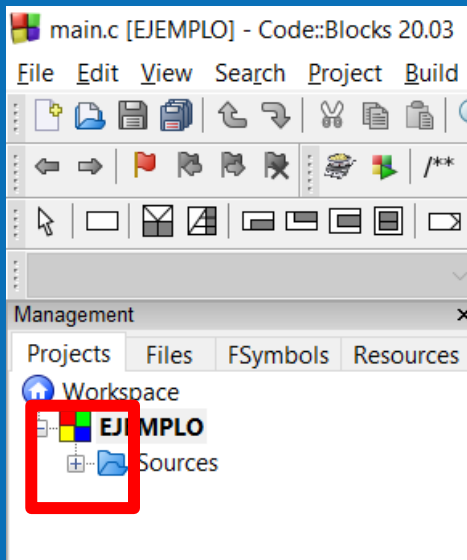 main.c [EJEMPLO] - Code::Blocks 20.03
File Edit View Search Project Build
/**
Management
Projects Files FSymbols Resources
Workspace
EJEMPLO
Sources